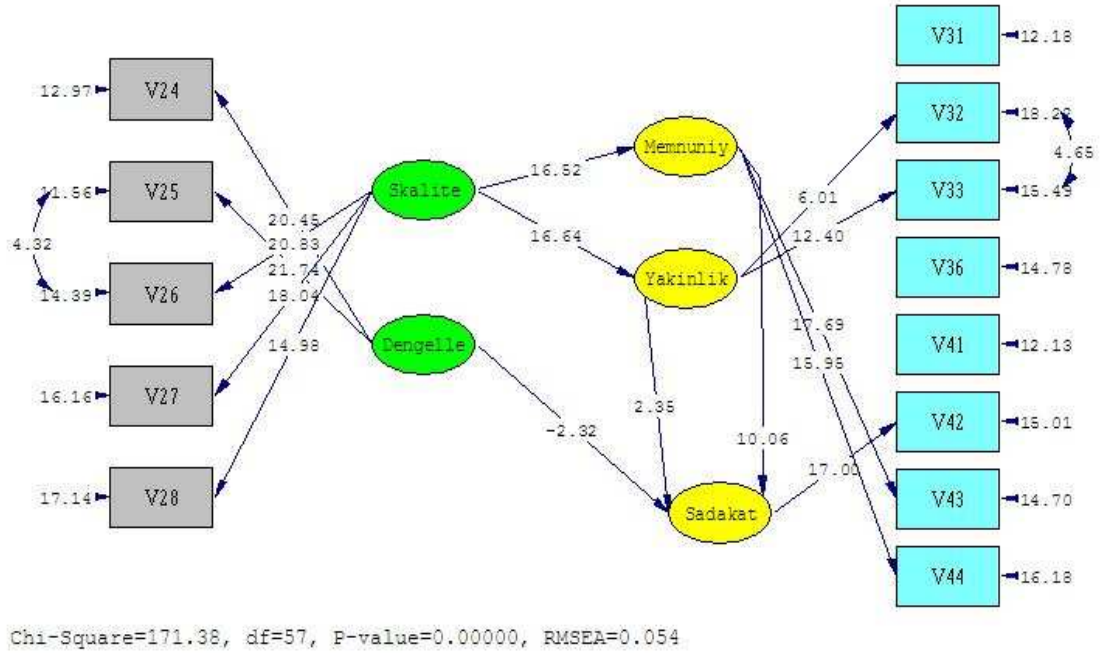 V31
12.18
12.97
V24
V32
18.22
Memnuniy
4.65
16.52
11.56
V25
Skalite
6.01
V33
15.49
20.45
12.40
16.64
4.32
20.83
21.74
V36
14.78
14.39
V26
Yakinlik
18.04
17.69
14.98
Dengelle
V41
12.13
15.95
16.16
V27
2.35
-2.32
10.06
V42
15.01
17.00
17.14
V28
V43
14.70
Sadakat
V44
16.18
Chi-Square=171.38, df=57, P-value=0.00000, RMSEA=0.054